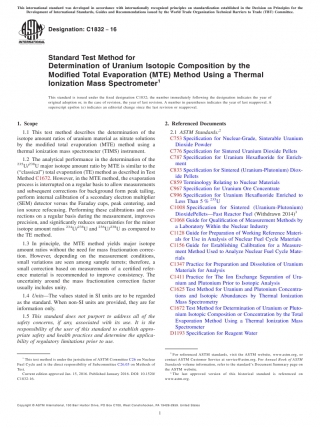 This international standard was developed in accordance with internationally recognized principles on standardization established in the Decision on Principles for the
Development of International Standards, Guides and Recommendations issued by the World Trade Organization Technical Barriers to Trade (TBT) Committee.
Designation: C1832 − 16
Standard Test Method for
Determination of Uranium Isotopic Composition by the
Modified Total Evaporation (MTE) Method Using a Thermal
Ionization Mass Spectrometer¹
This standard is issued under the fixed designation C1832; the number immediately following the designation indicates the year of
original adoption or, in the case of revision, the year of last revision. A number in parentheses indicates the year of last reapproval. A
superscript epsilon (´) indicates an editorial change since the last revision or reapproval.
1. Scope
1.1 This test method describes the determination of the
isotope amount ratios of uranium material as nitrate solutions
by the modified total evaporation (MTE) method using a
thermal ionization mass spectrometer (TIMS) instrument.
1.2 The analytical performance in the determination of the
²³⁵U/²³⁸U major isotope amount ratio by MTE is similar to the
(“classical”) total evaporation (TE) method as described in Test
Method C1672. However, in the MTE method, the evaporation
process is interrupted on a regular basis to allow measurements
and subsequent corrections for background form peak tailing,
perform internal calibration of a secondary electron multiplier
(SEM) detector versus the Faraday cups, peak centering, and
ion source refocusing. Performing these calibrations and cor-
rections on a regular basis during the measurement, improves
precision, and significantly reduces uncertainties for the minor
isotope amount ratios ²³⁴U/²³⁸U and ²³⁶U/²³⁸U as compared to
the TE method.
1.3 In principle, the MTE method yields major isotope
amount ratios without the need for mass fractionation correc-
tion. However, depending on the measurement conditions,
small variations are seen among sample turrets; therefore, a
small correction based on measurements of a certified refer-
ence material is recommended to improve consistency. The
uncertainty around the mass fractionation correction factor
usually includes unity.
1.4 Units—The values stated in SI units are to be regarded
as the standard. When non-SI units are provided, they are for
information only.
1.5 This standard does not purport to address all of the
safety concerns, if any, associated with its use. It is the
responsibility of the user of this standard to establish appro-
priate safety and health practices and determine the applica-
bility of regulatory limitations prior to use.
¹ This test method is under the jurisdiction of ASTM Committee C26 on Nuclear
Fuel Cycle and is the direct responsibility of Subcommittee C26.05 on Methods of
Test.
Current edition approved Jan. 15, 2016. Published January 2016. DOI: 10.1520/
C1832-16.
2. Referenced Documents
2.1 ASTM Standards:²
C753 Specification for Nuclear-Grade, Sinterable Uranium
Dioxide Powder
C776 Specification for Sintered Uranium Dioxide Pellets
C787 Specification for Uranium Hexafluoride for Enrich-
ment
C833 Specification for Sintered (Uranium-Plutonium) Diox-
ide Pellets
C859 Terminology Relating to Nuclear Materials
C967 Specification for Uranium Ore Concentrate
C996 Specification for Uranium Hexafluoride Enriched to
Less Than 5 % ²³⁵U
C1008 Specification for Sintered (Uranium-Plutonium)
Dioxide Pellets—Fast Reactor Fuel (Withdrawn 2014)³
C1068 Guide for Qualification of Measurement Methods by
a Laboratory Within the Nuclear Industry
C1128 Guide for Preparation of Working Reference Materi-
als for Use in Analysis of Nuclear Fuel Cycle Materials
C1156 Guide for Establishing Calibration for a Measure-
ment Method Used to Analyze Nuclear Fuel Cycle Mate-
rials
C1347 Practice for Preparation and Dissolution of Uranium
Materials for Analysis
C1411 Practice for The Ion Exchange Separation of Ura-
nium and Plutonium Prior to Isotopic Analysis
C1625 Test Method for Uranium and Plutonium Concentra-
tions and Isotopic Abundances by Thermal Ionization
Mass Spectrometry
C1672 Test Method for Determination of Uranium or Pluto-
nium Isotopic Composition or Concentration by the Total
Evaporation Method Using a Thermal Ionization Mass
Spectrometer
D1193 Specification for Reagent Water
² For referenced ASTM standards, visit the ASTM website, www.astm.org, or
contact ASTM Customer Service at service@astm.org. For Annual Book of ASTM
Standards volume information, refer to the standard’s Document Summary page on
the ASTM website.
³ The last approved version of this historical standard is referenced on
www.astm.org.
Copyright © ASTM International, 100 Barr Harbor Drive, PO Box C700, West Conshohocken, PA 19428-2959. United States
1